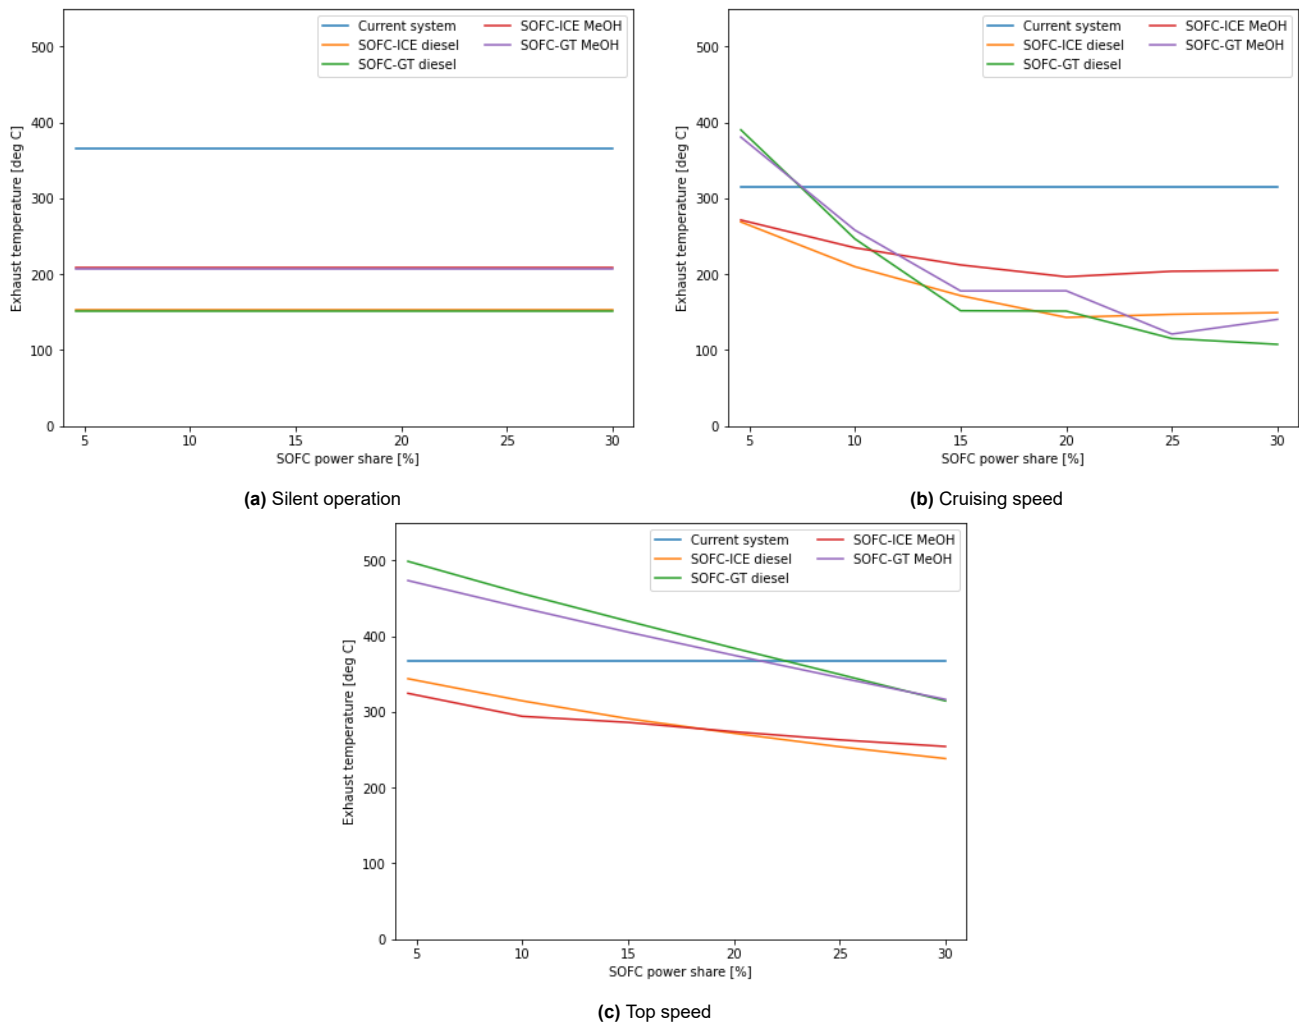 Current system
SOFC-ICE diesel
SOFC-GT diesel
SOFC-ICE MeOH
SOFC-GT MeOH
500
400
300
200
100
0
Exhaust temperature [deg C]
5 10 15 20 25 30
SOFC power share [%]
(a) Silent operation
Current system
SOFC-ICE diesel
SOFC-GT diesel
SOFC-ICE MeOH
SOFC-GT MeOH
500
400
300
200
100
0
Exhaust temperature [deg C]
5 10 15 20 25 30
SOFC power share [%]
(b) Cruising speed
Current system
SOFC-ICE diesel
SOFC-GT diesel
SOFC-ICE MeOH
SOFC-GT MeOH
500
400
300
200
100
0
Exhaust temperature [deg C]
5 10 15 20 25 30
SOFC power share [%]
(c) Top speed